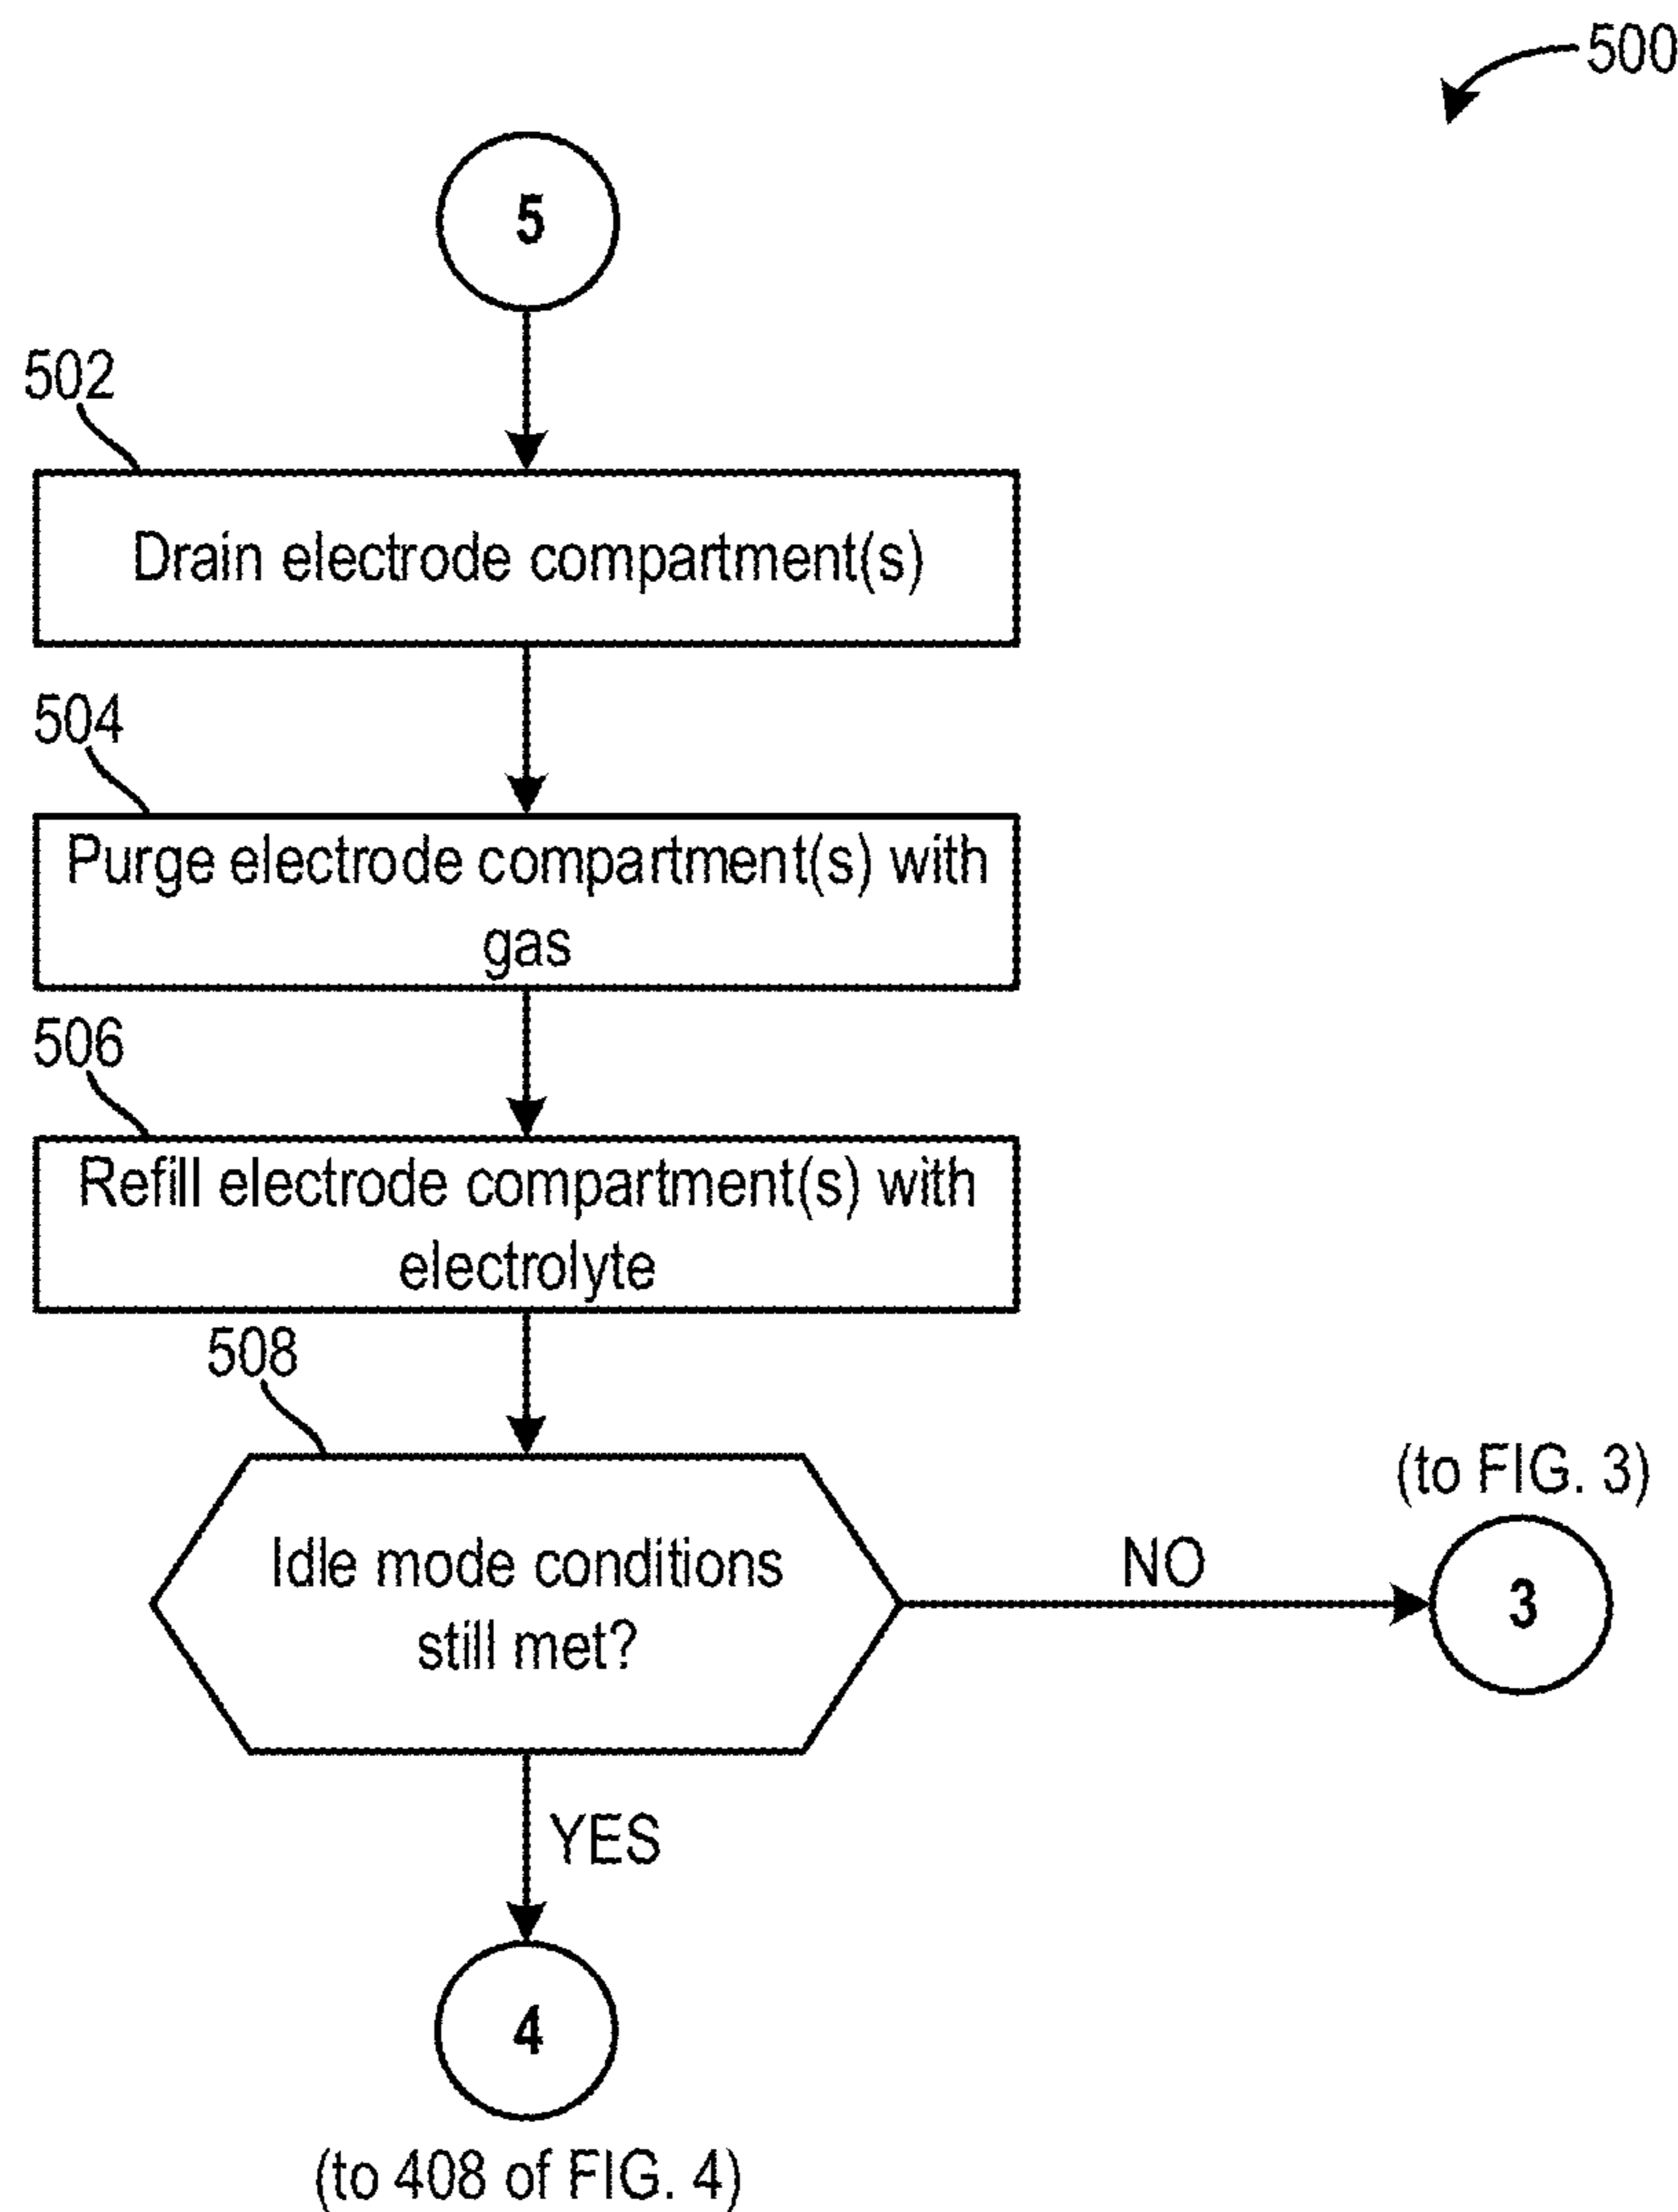 500
5
502
Drain electrode compartment(s)
504
Purge electrode compartment(s) with
gas
506
Refill electrode compartment(s) with
electrolyte
508
Idle mode conditions
still met?
NO
(to FIG. 3)
3
YES
4
(to 408 of FIG. 4)